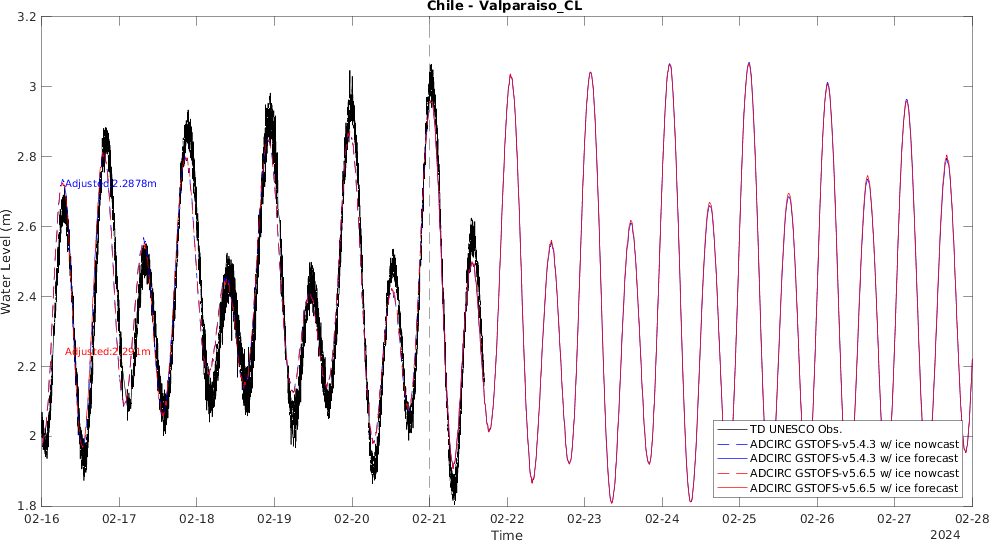 Chile - Valparaiso_CL
3.2
3
2.8
2.6
2.4
2.2
2
1.8
Water Level (m)
Adjusted:2.2878m
Adjusted:2.291m
TD UNESCO Obs.
ADCIRC GSTOFS-v5.4.3 w/ ice nowcast
ADCIRC GSTOFS-v5.4.3 w/ ice forecast
ADCIRC GSTOFS-v5.6.5 w/ ice nowcast
ADCIRC GSTOFS-v5.6.5 w/ ice forecast
02-16 02-17 02-18 02-19 02-20 02-21 02-22 02-23 02-24 02-25 02-26 02-27 02-28
Time
2024